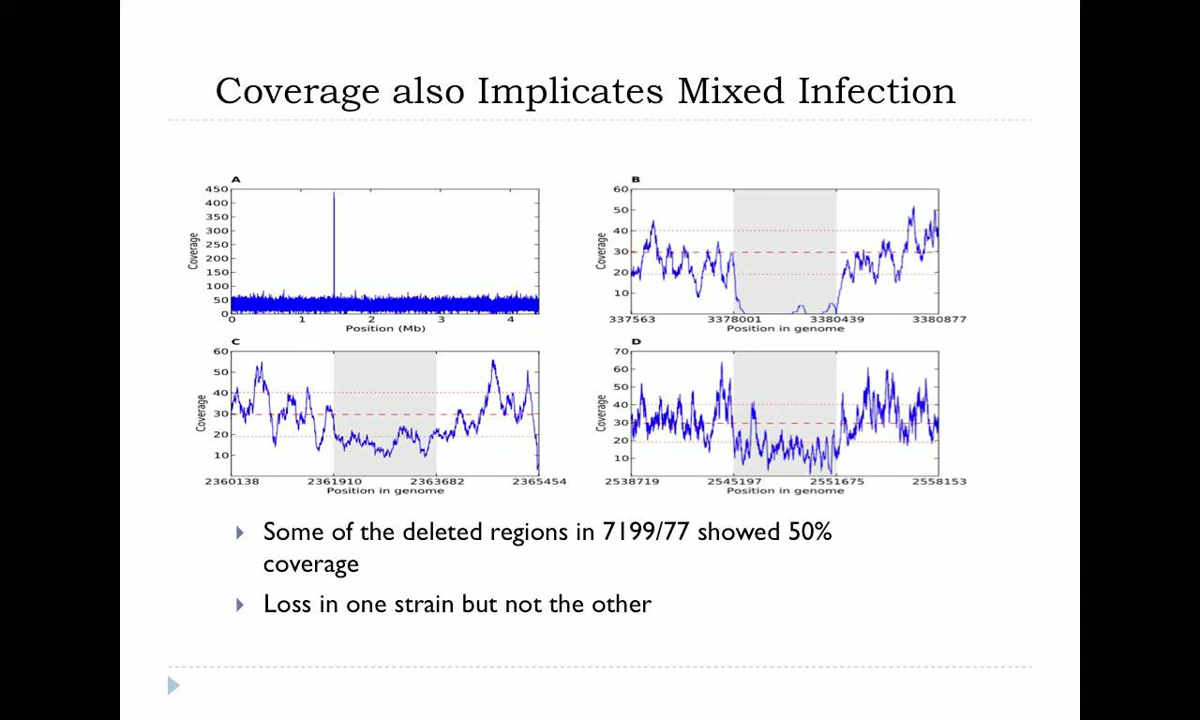 Coverage also Implicates Mixed Infection
A
450
400
350
300
250
200
150
100
50
0
Coverage
0 1 2 3 4
Position (Mb)
B
60
50
40
30
20
10
Coverage
337563 3378001 3380439 3380877
Position in genome
C
60
50
40
30
20
10
Coverage
2360138 2361910 2363682 2365454
Position in genome
D
70
60
50
40
30
20
10
Coverage
2538719 2545197 2551675 2558153
Position in genome
Some of the deleted regions in 7199/77 showed 50%
coverage
Loss in one strain but not the other